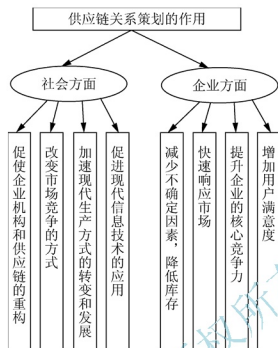 供应链关系策划的作用
社会方面
企业方面
促使企业机构和供应链的重构
改变市场竞争的方式
加速现代生产方式的转变和发展
促进现代信息技术的应用
减少不确定因素，降低库存
快速响应市场
提升企业的核心竞争力
增加用户满意度
权所有